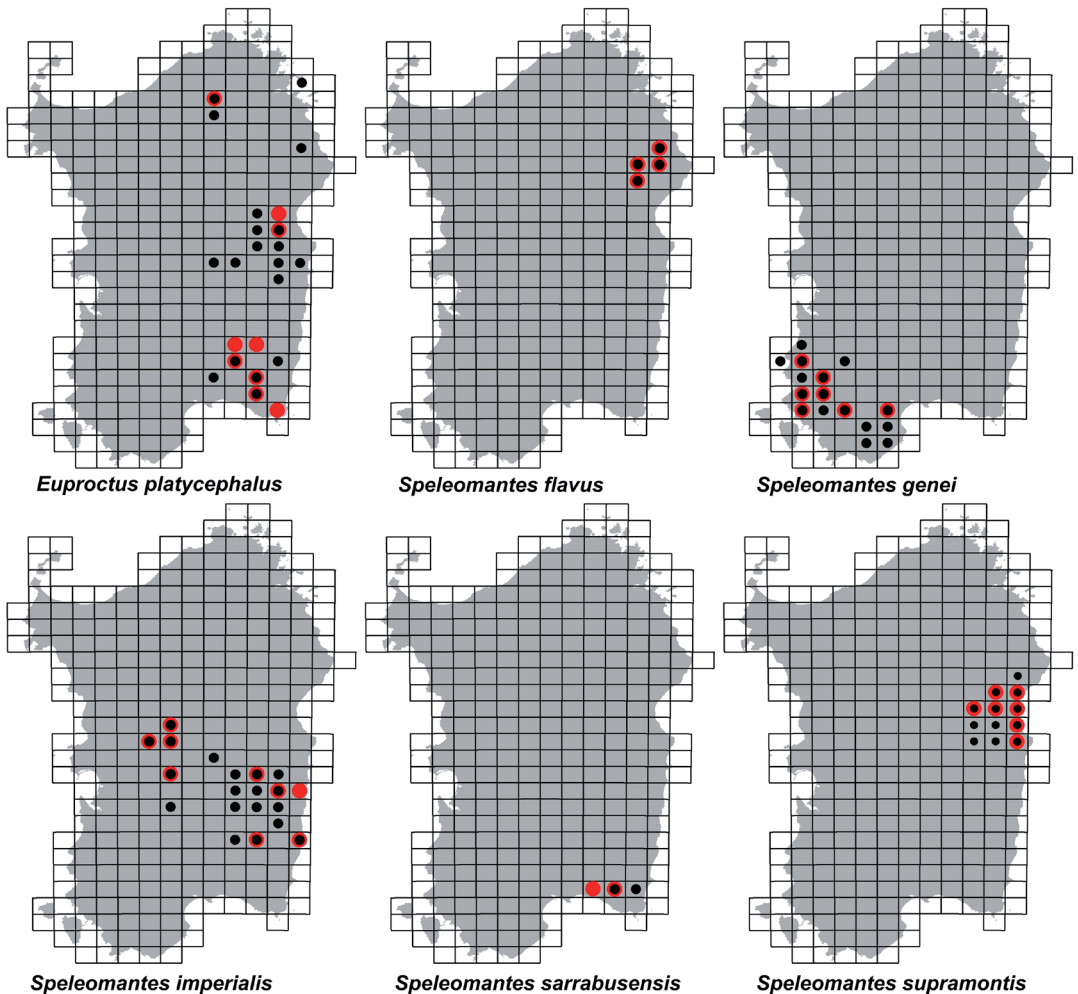 Euproctus platycephalus
Speleomantes flavus
Speleomantes genei
Speleomantes imperialis
Speleomantes sarrabusensis
Speleomantes supramontis